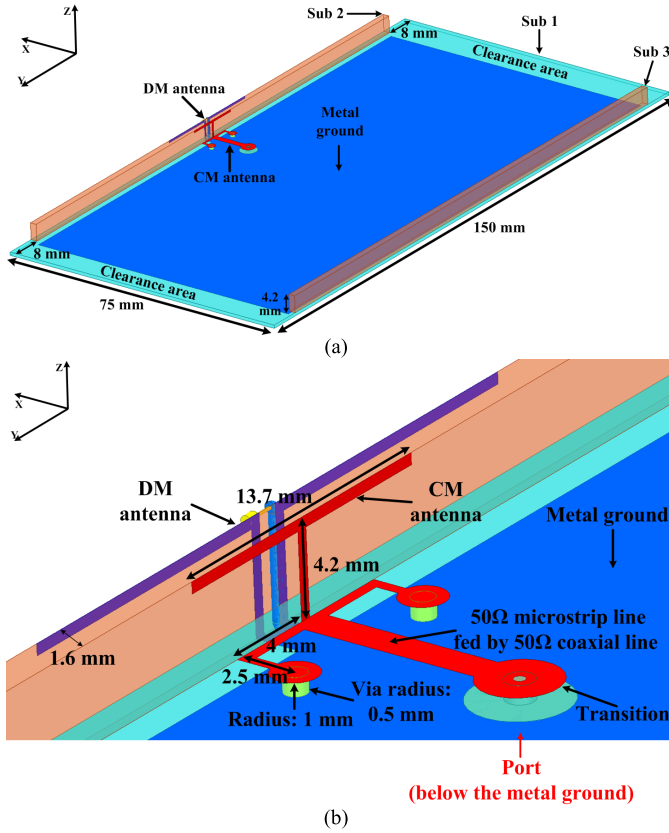 Z
X
Y
Sub 2
8 mm
Sub 1
Clearance area
Sub 3
DM antenna
Metal
ground
CM antenna
150 mm
8 mm
Clearance area
4.2
mm
75 mm
(a)
Z
X
Y
DM
antenna
13.7 mm
CM
antenna
Metal ground
4.2 mm
50Ω microstrip line
fed by 50Ω coaxial line
4 mm
1.6 mm
2.5 mm
Via radius:
0.5 mm
Radius: 1 mm
Transition
Port
(below the metal ground)
(b)